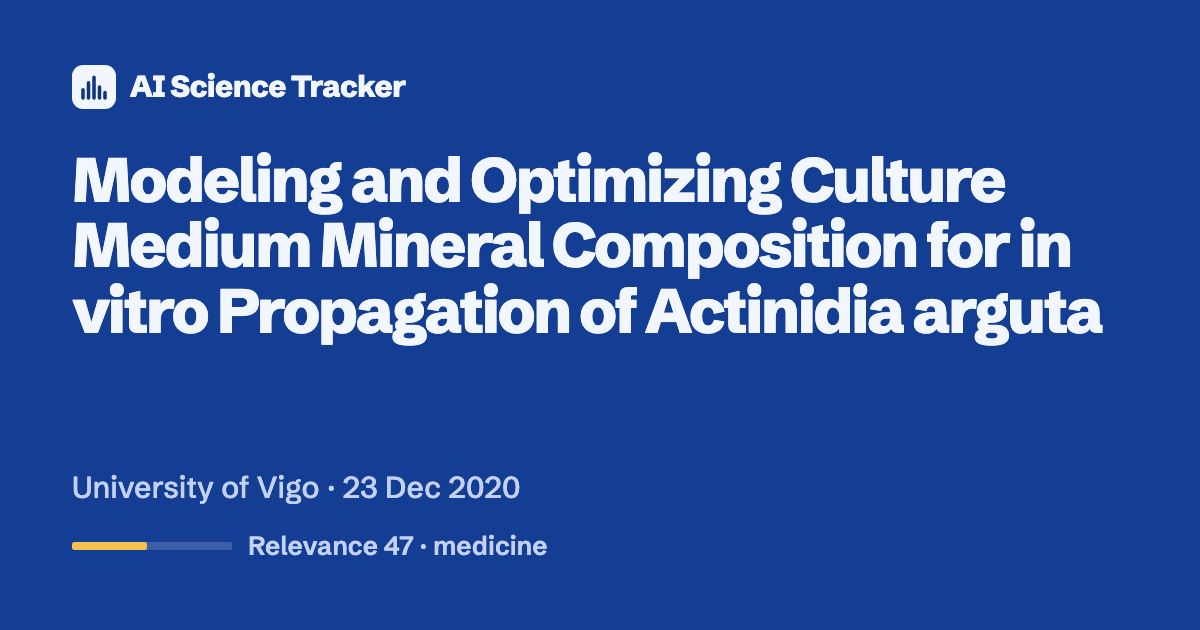 AI Science Tracker
Modeling and Optimizing Culture
Medium Mineral Composition for in
vitro Propagation of Actinidia arguta
University of Vigo · 23 Dec 2020
Relevance 47 · medicine